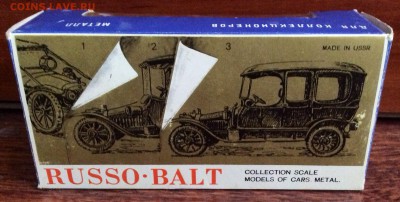 COINS.LAVE.RU
МЕТАЛЛ
ДЛЯ КОЛЛЕКЦИОНЕРОВ
1 2 3
MADE IN USSR
RUSSO·BALT
COLLECTION SCALE
MODELS OF CARS METAL.